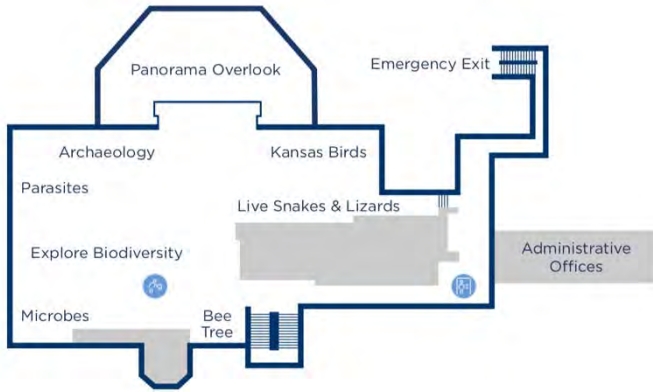 Panorama Overlook
Emergency Exit
Archaeology
Kansas Birds
Parasites
Live Snakes & Lizards
Explore Biodiversity
Administrative
Offices
Microbes
Bee
Tree